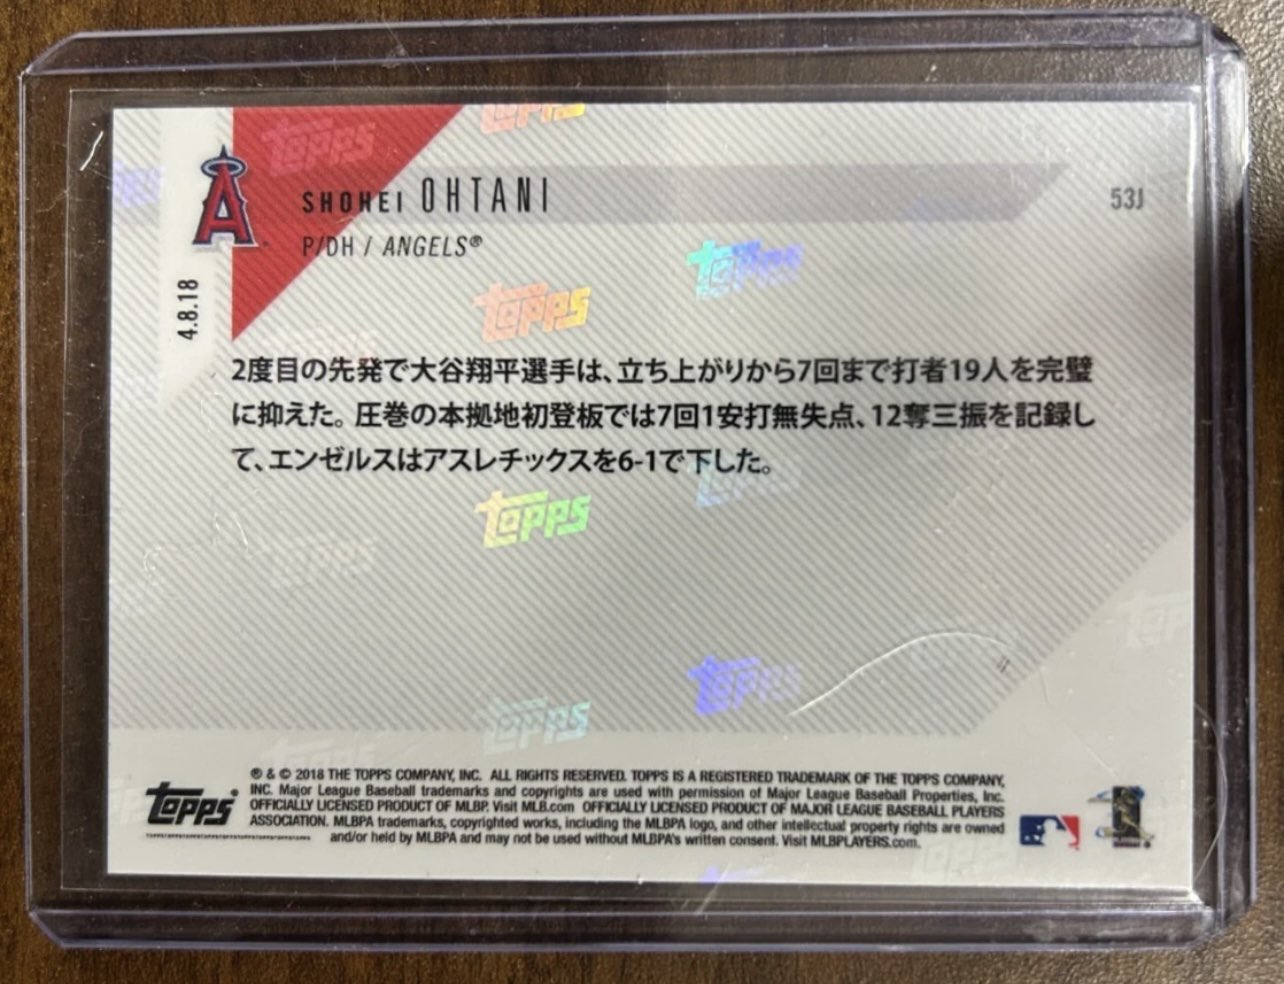 SHOHEI OHTANI
53J
P/DH / ANGELS®
4.8.18
2度目の先発で大谷翔平選手は、立ち上がりから7回まで打者19人を完璧
に抑えた。圧巻の本拠地初登板では7回1安打無失点、12奪三振を記録し
て、エンゼルスはアスレチックスを6-1で下した。
® & © 2018 THE TOPPS COMPANY, INC. ALL RIGHTS RESERVED. TOPPS IS A REGISTERED TRADEMARK OF THE TOPPS COMPANY,
INC. Major League Baseball trademarks and copyrights are used with permission of Major League Baseball Properties, Inc.
OFFICIALLY LICENSED PRODUCT OF MLBP. Visit MLB.com OFFICIALLY LICENSED PRODUCT OF MAJOR LEAGUE BASEBALL PLAYERS
ASSOCIATION. MLBPA trademarks, copyrighted works, including the MLBPA logo, and other intellectual property rights are owned
and/or held by MLBPA and may not be used without MLBPA's written consent. Visit MLBPLAYERS.com.
Topps®
Topps
Topps
Topps
Topps
Topps
Topps
Topps
Topps